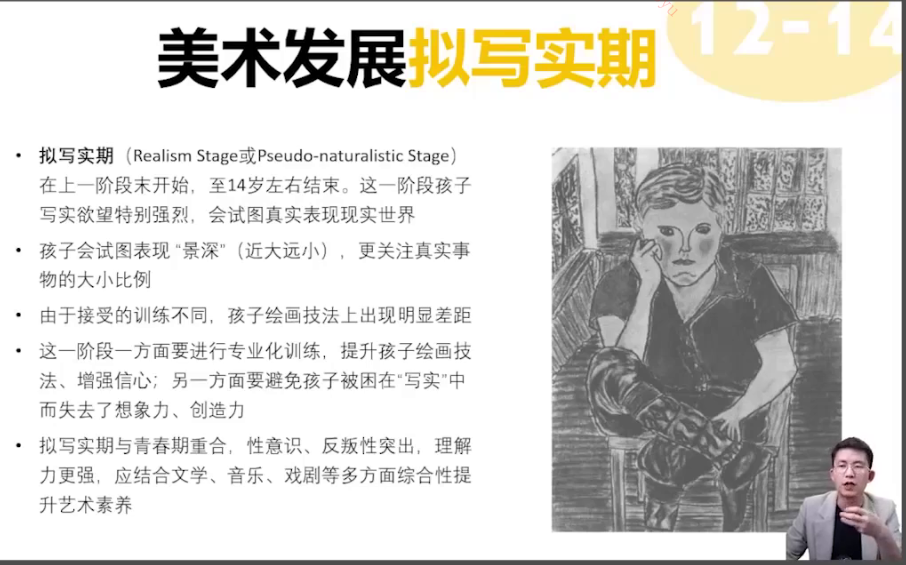 yu
12-14
美术发展拟写实期
• 拟写实期（Realism Stage或Pseudo-naturalistic Stage）
在上一阶段末开始，至14岁左右结束。这一阶段孩子
写实欲望特别强烈，会试图真实表现现实世界
• 孩子会试图表现 “景深”（近大远小），更关注真实事
物的大小比例
• 由于接受的训练不同，孩子绘画技法上出现明显差距
• 这一阶段一方面要进行专业化训练，提升孩子绘画技
法、增强信心；另一方面要避免孩子被困在“写实”中
而失去了想象力、创造力
• 拟写实期与青春期重合，性意识、反叛性突出，理解
力更强，应结合文学、音乐、戏剧等多方面综合性提
升艺术素养